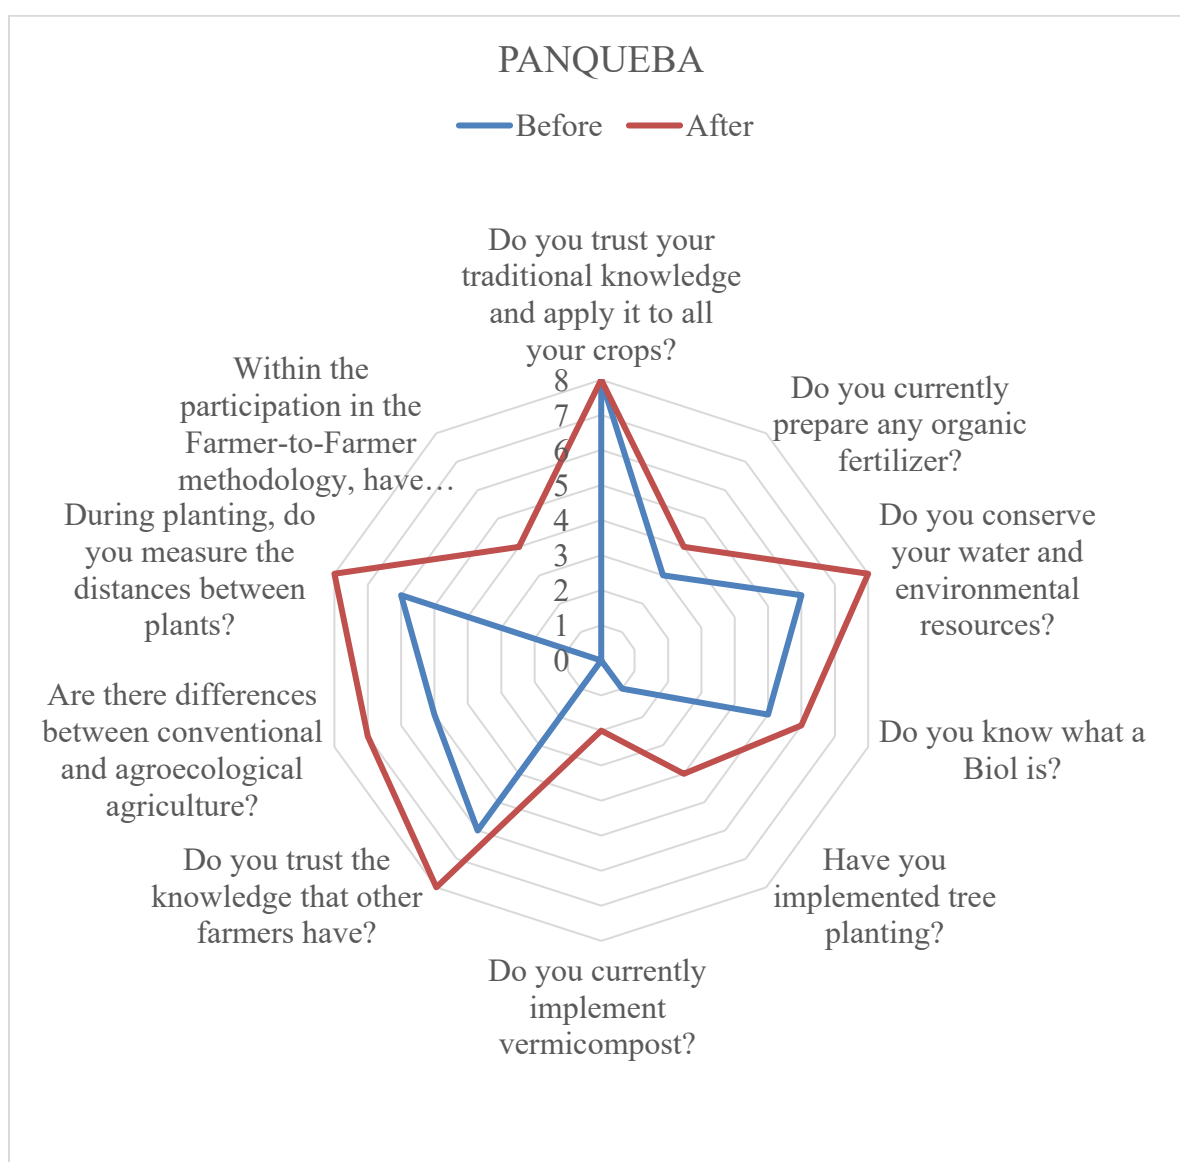 PANQUEBA
Before
After
Do you trust your
traditional knowledge
and apply it to all
your crops?
Do you currently
prepare any organic
fertilizer?
Do you conserve
your water and
environmental
resources?
Do you know what a
Biol is?
Have you
implemented tree
planting?
Do you currently
implement
vermicompost?
Do you trust the
knowledge that other
farmers have?
Are there differences
between conventional
and agroecological
agriculture?
During planting, do
you measure the
distances between
plants?
Within the
participation in the
Farmer-to-Farmer
methodology, have…
8
7
6
5
4
3
2
1
0